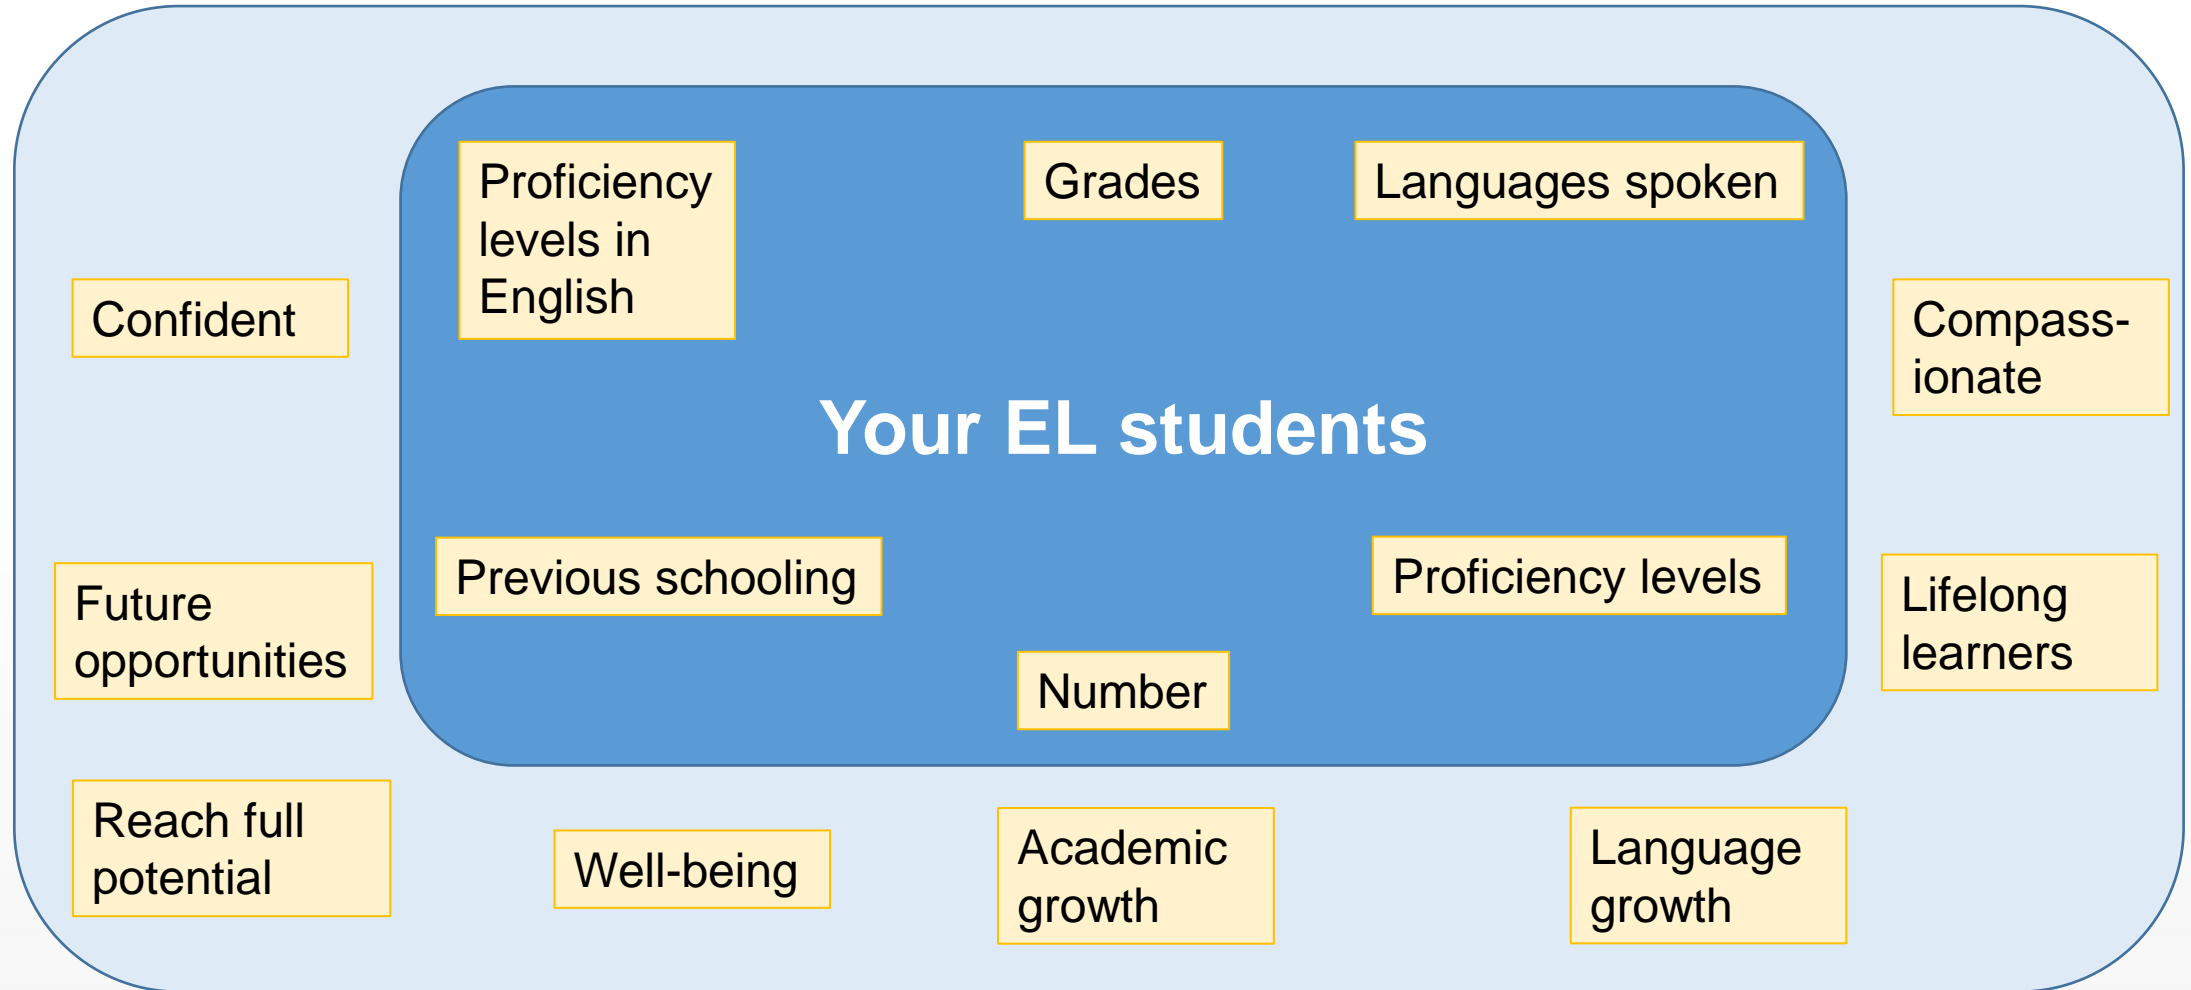 Proficiency
levels in
English
Grades
Languages spoken
Confident
Compass-
ionate
Your EL students
Previous schooling
Proficiency levels
Future
opportunities
Lifelong
learners
Number
Reach full
potential
Well-being
Academic
growth
Language
growth